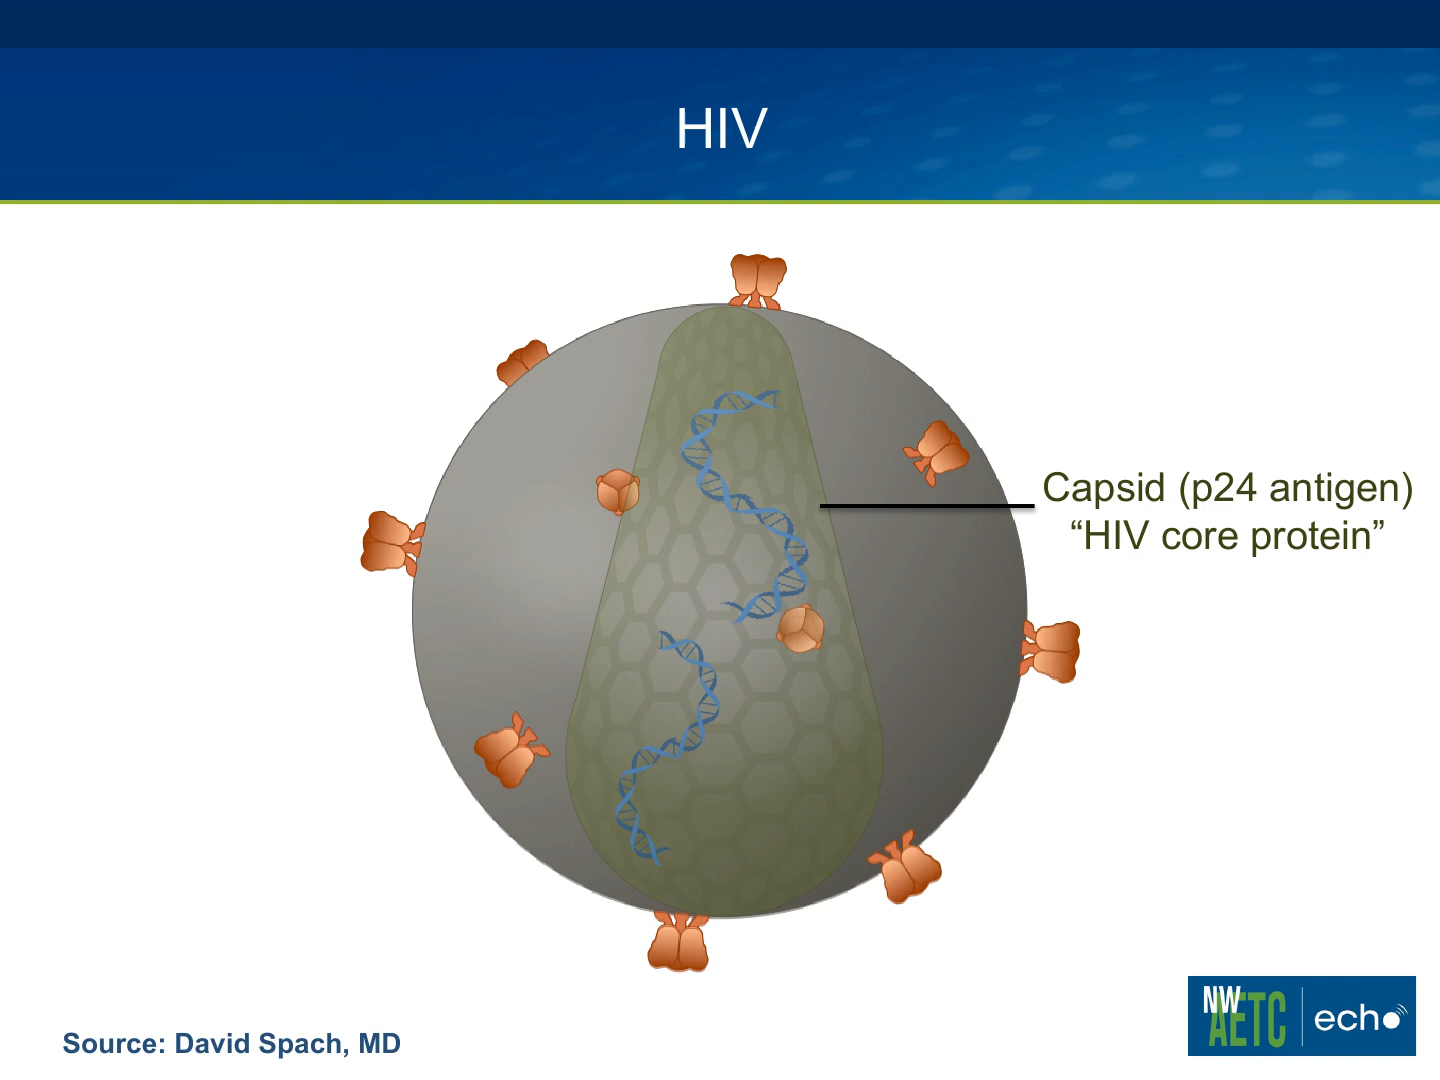 HIV
Capsid (p24 antigen)
“HIV core protein”
Source: David Spach, MD
NW
AETC
echo